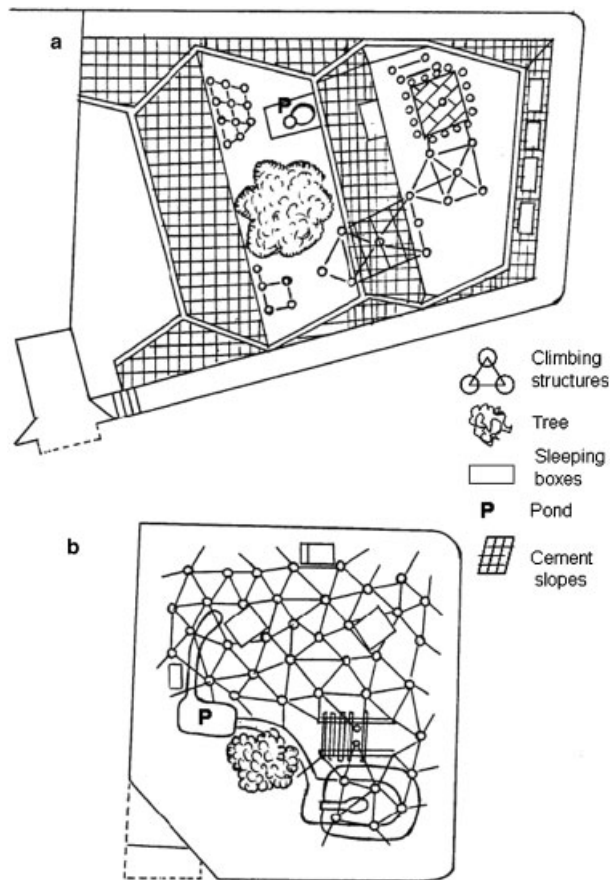 a
P
Climbing
structures
Tree
Sleeping
boxes
P Pond
Cement
slopes
b
P